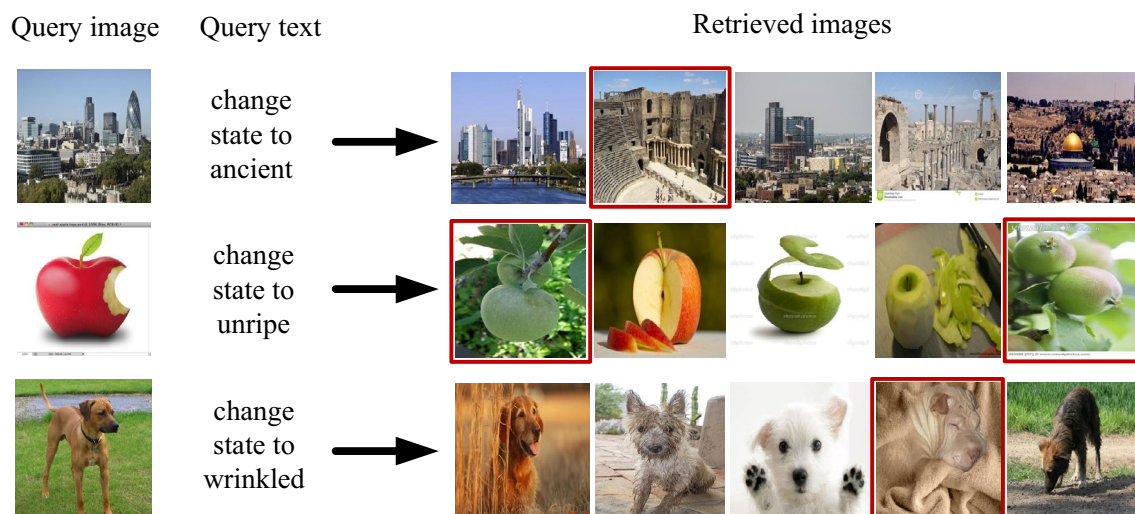 Query image Query text Retrieved images
change
state to
ancient
change
state to
unripe
change
state to
wrinkled